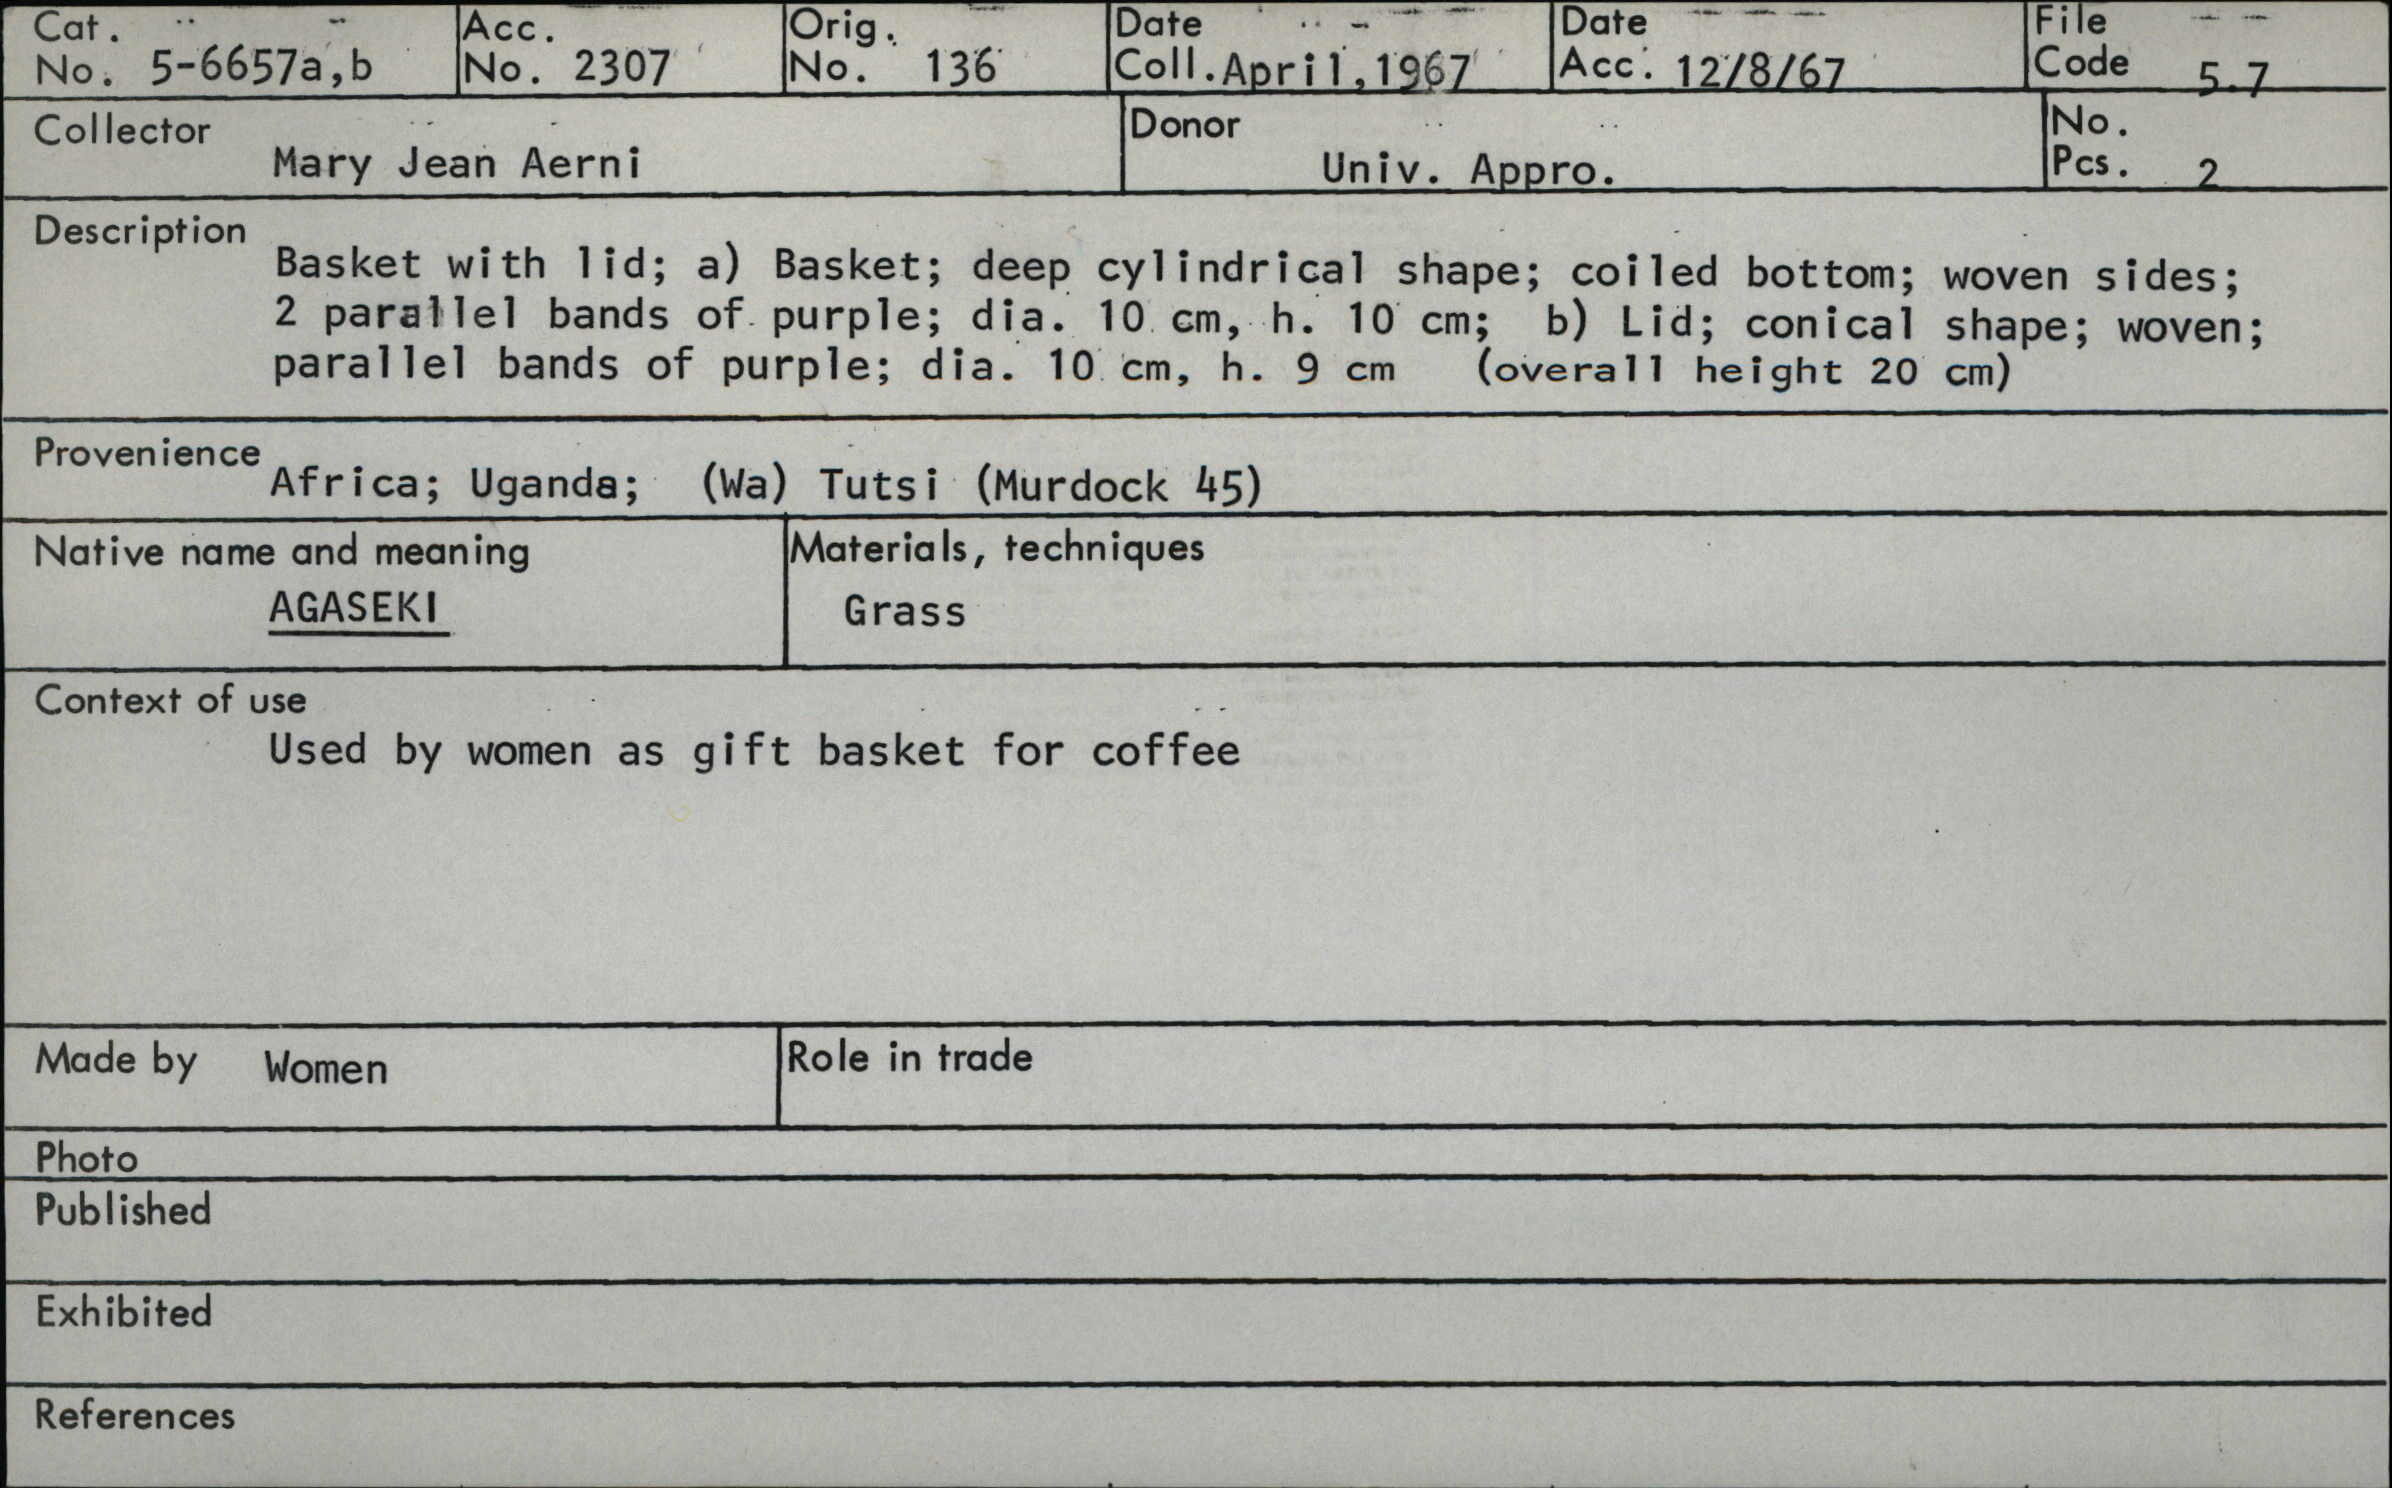 Cat. No. 5-6657a,b
Acc. No. 2307
Orig. No. 136
Date Coll. April, 1967
Date Acc. 12/8/67
File Code 5.7
Collector Mary Jean Aerni
Donor Univ. Appro.
No. Pcs. 2
Description
Basket with lid; a) Basket; deep cylindrical shape; coiled bottom; woven sides;
2 parallel bands of purple; dia. 10 cm, h. 10 cm; b) Lid; conical shape; woven;
parallel bands of purple; dia. 10 cm, h. 9 cm (overall height 20 cm)
Provenience
Africa; Uganda; (Wa) Tutsi (Murdock 45)
Native name and meaning
AGASEKI
Materials, techniques
Grass
Context of use
Used by women as gift basket for coffee
Made by Women
Role in trade
Photo
Published
Exhibited
References